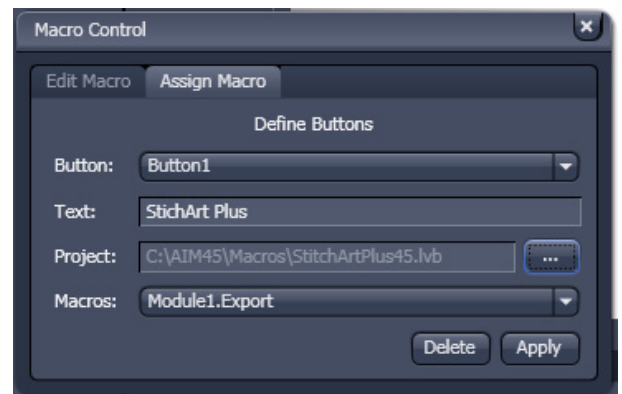 Macro Control
Edit Macro Assign Macro
Define Buttons
Button: Button1
Text: StichArt Plus
Project: C:\AIM45\Macros\StitchArtPlus45.lvb ...
Macros: Module1.Export
Delete Apply